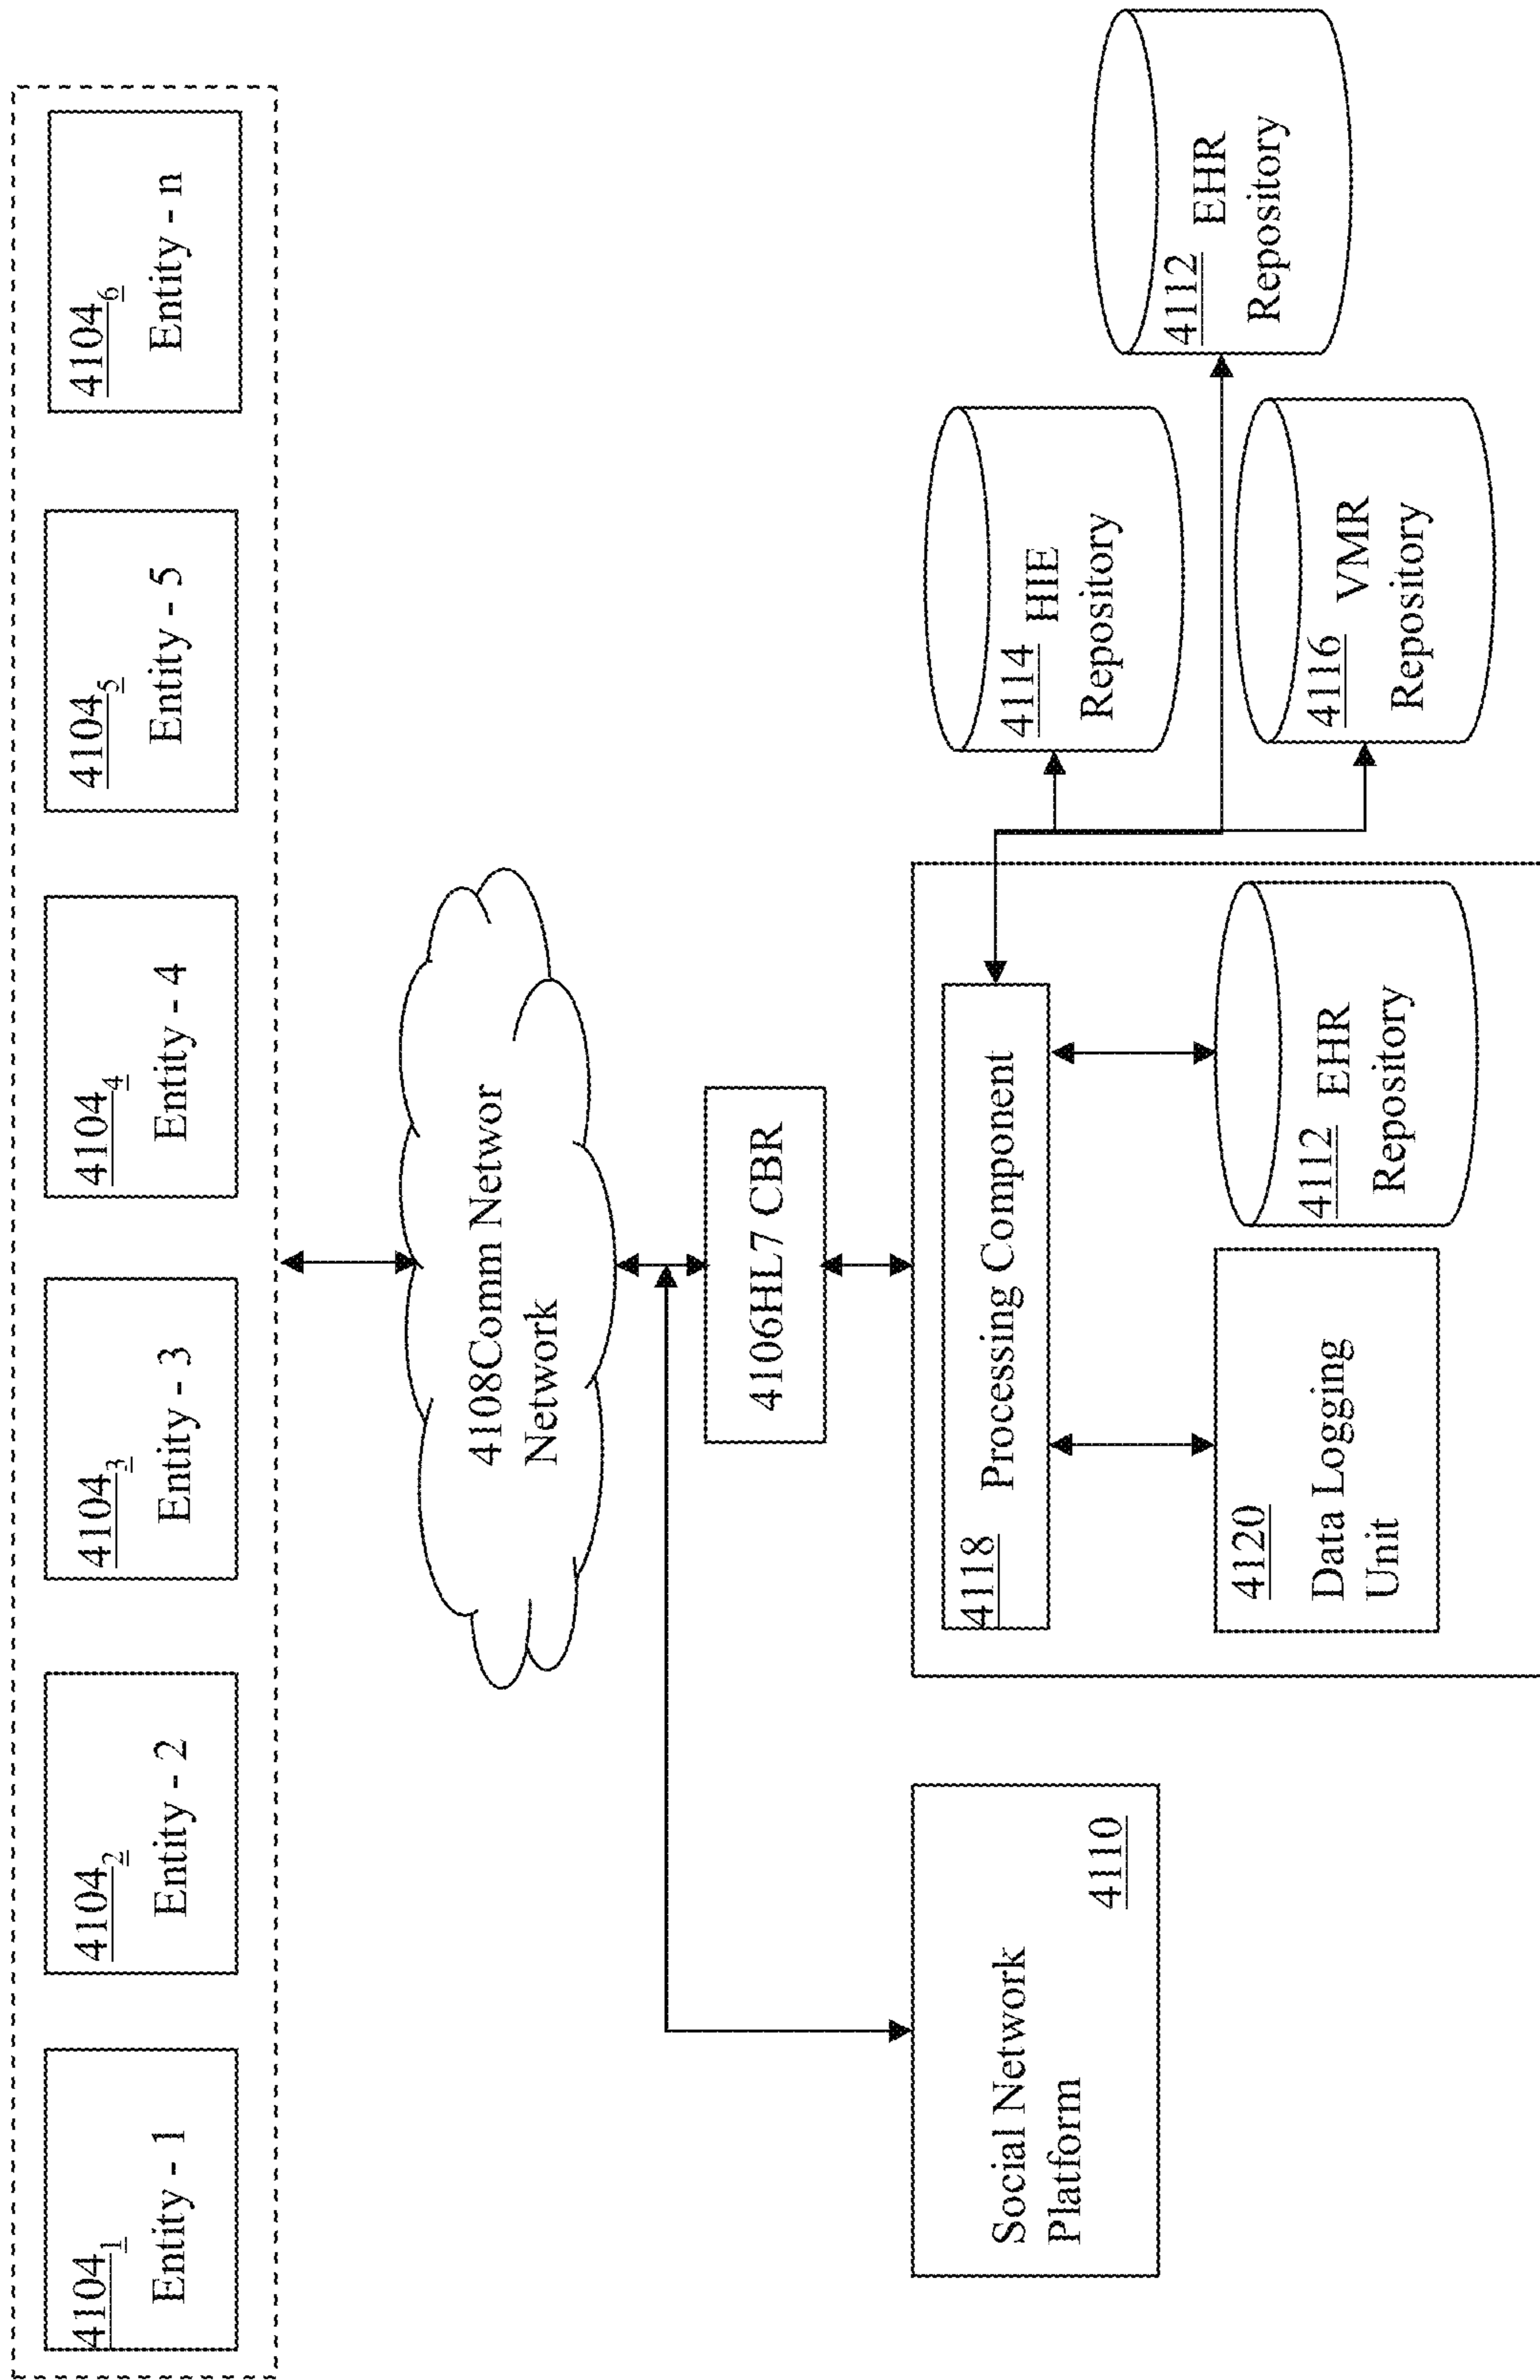 4104₁
Entity - 1
4104₂
Entity - 2
4104₃
Entity - 3
4104₄
Entity - 4
4104₅
Entity - 5
4104₆
Entity - n
4108Comm Networ
Network
4106HL7 CBR
Social Network
Platform
4110
4118 Processing Component
4120
Data Logging
Unit
4112 EHR
Repository
4114 HIE
Repository
4116 VMR
Repository
4112 EHR
Repository